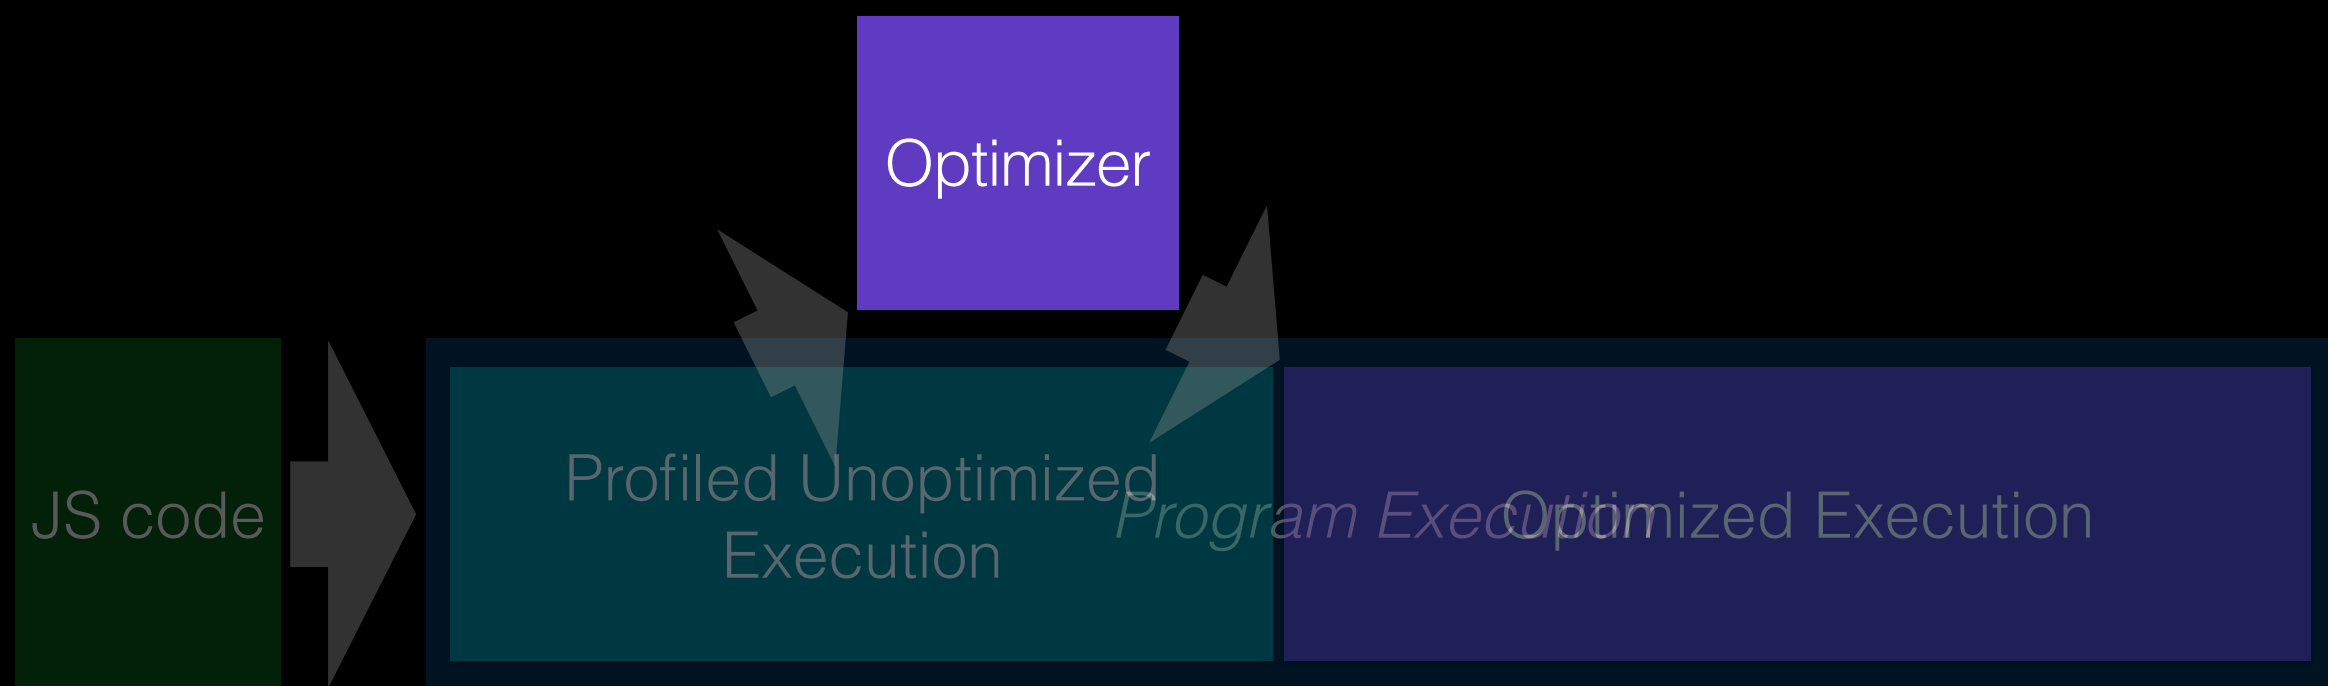 Optimizer
JS code
Profiled Unoptimized
Execution
Program Execution
Optimized Execution